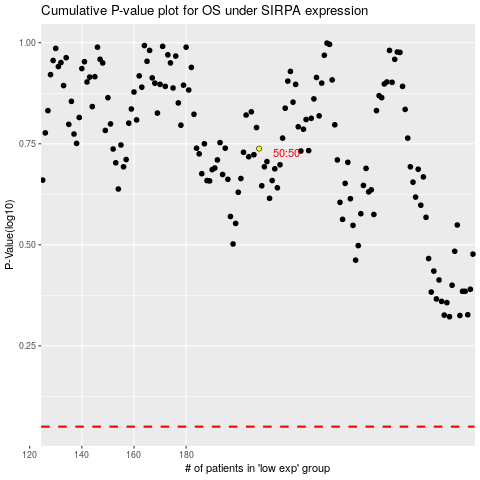 Cumulative P-value plot for OS under SIRPA expression
P-Value(log10)
1.00
0.75
0.50
0.25
50:50
120 140 160 180
# of patients in 'low exp' group